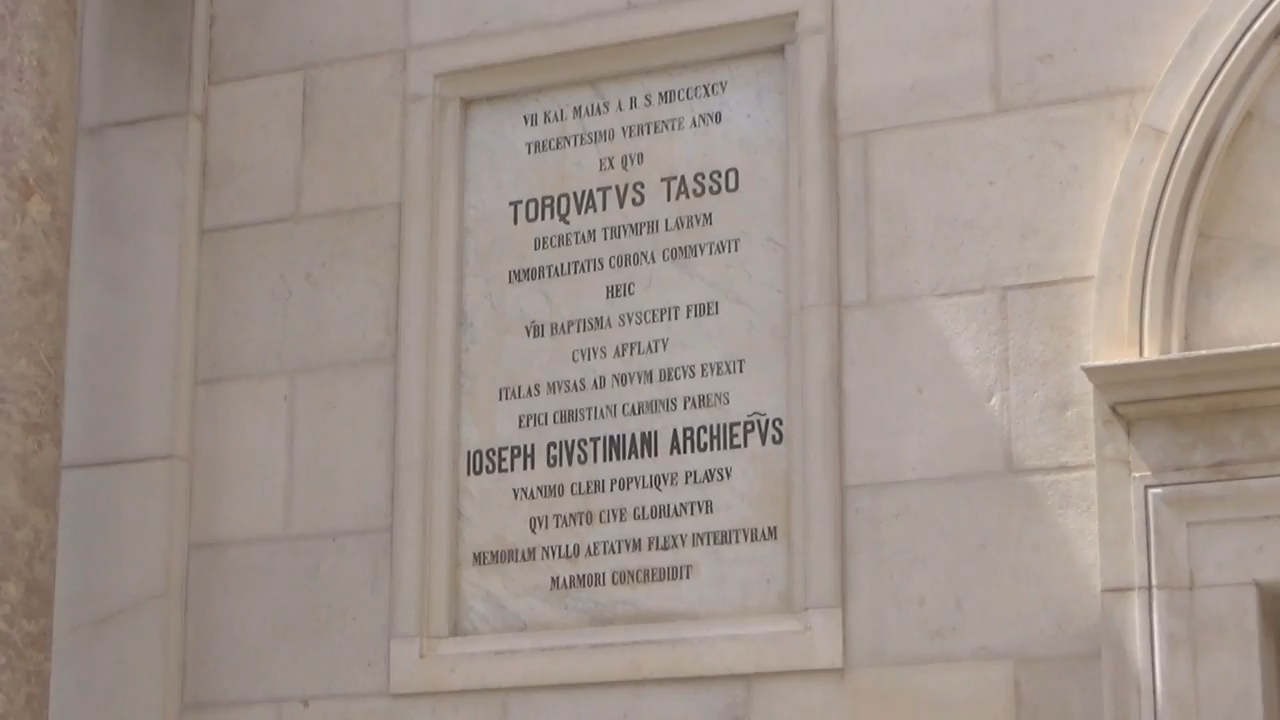 VII KAL MAIAS A R S MDCCCXCV
TRECENTESIMO VERTENTE ANNO
EX QVO
TORQVATVS TASSO
DECRETAM TRIVMPHI LAVRVM
IMMORTALITATIS CORONA COMMVTAVIT
HEIC
VBI BAPTISMA SVSCEPIT FIDEI
CVIVS AFFLATV
ITALAS MVSAS AD NOVVM DECVS EVEXIT
EPICI CHRISTIANI CARMINIS PARENS
IOSEPH GIVSTINIANI ARCHIEP̃ṼS
VNANIMO CLERI POPVLIQVE PLAVSV
QVI TANTO CIVE GLORIANTVR
MEMORIAM NVLLO AETATVM FLEXV INTERITVRAM
MARMORI CONCREDIDIT